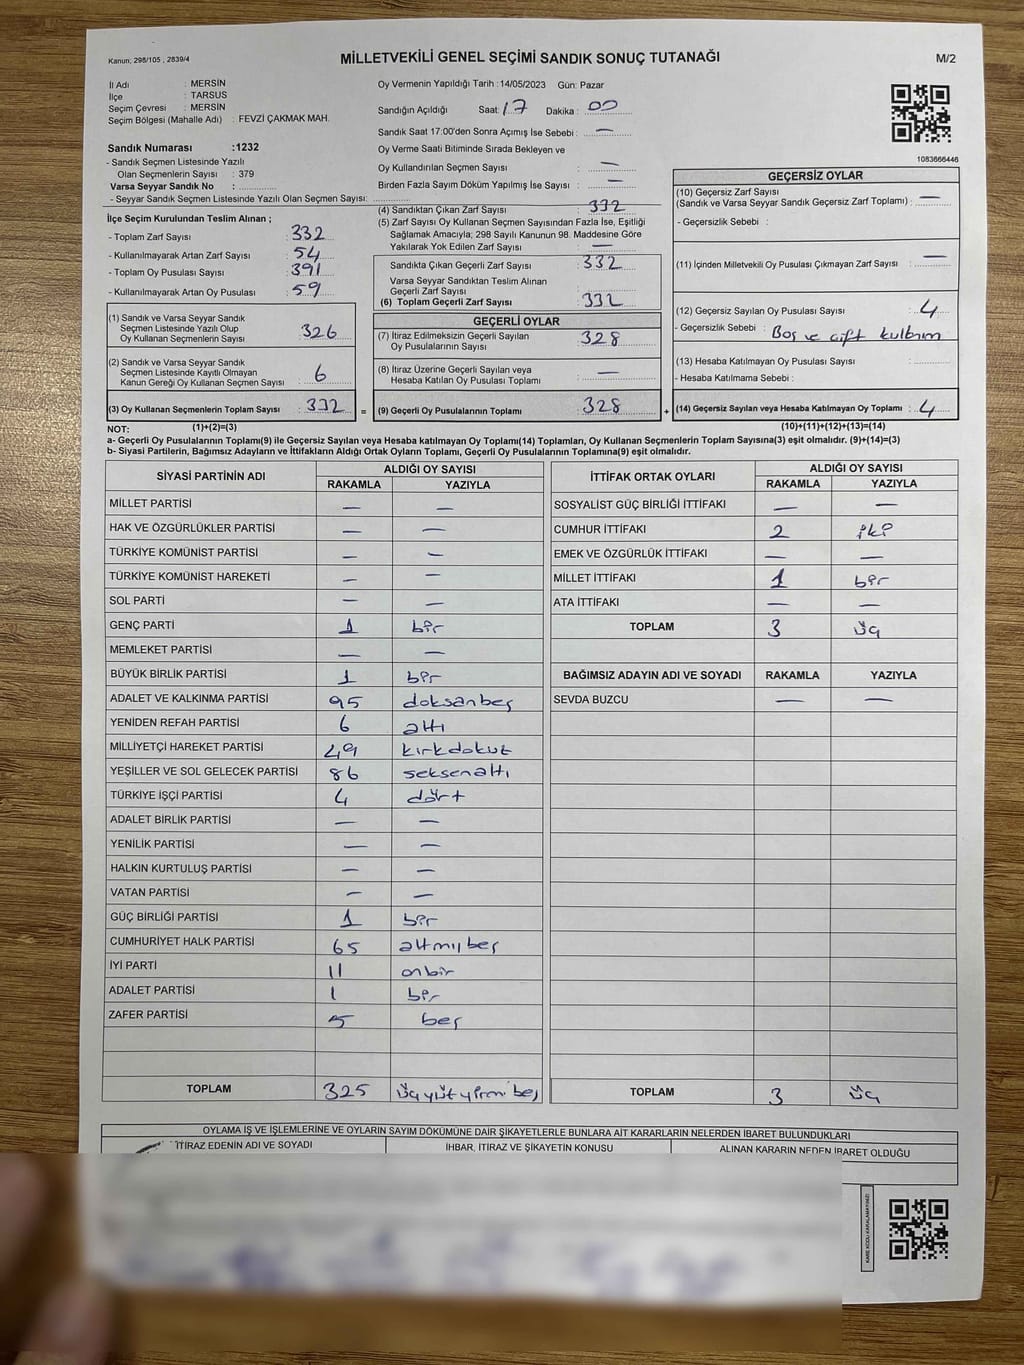 Kanun; 298/105 , 2839/4
MİLLETVEKİLİ GENEL SEÇİMİ SANDIK SONUÇ TUTANAĞI
M/2
İl Adı : MERSİN
İlçe : TARSUS
Seçim Çevresi : MERSİN
Seçim Bölgesi (Mahalle Adı) : FEVZİ ÇAKMAK MAH.
Oy Vermenin Yapıldığı Tarih : 14/05/2023 Gün: Pazar
Sandığın Açıldığı Saat: 17 Dakika : 00
Sandık Saat 17:00'den Sonra Açımış İse Sebebi : —
Sandık Numarası :1232
- Sandık Seçmen Listesinde Yazılı
Olan Seçmenlerin Sayısı : 379
Varsa Seyyar Sandık No : ..............
- Seyyar Sandık Seçmen Listesinde Yazılı Olan Seçmen Sayısı: ..............
Oy Verme Saati Bitiminde Sırada Bekleyen ve
Oy Kullandırılan Seçmen Sayısı : —
Birden Fazla Sayım Döküm Yapılmış İse Sayısı : —
1083666446
İlçe Seçim Kurulundan Teslim Alınan ;
- Toplam Zarf Sayısı : 332
- Kullanılmayarak Artan Zarf Sayısı : 54
- Toplam Oy Pusulası Sayısı : 391
- Kullanılmayarak Artan Oy Pusulası : 59
(4) Sandıktan Çıkan Zarf Sayısı : 332
(5) Zarf Sayısı Oy Kullanan Seçmen Sayısından Fazla İse, Eşitliği
Sağlamak Amacıyla; 298 Sayılı Kanunun 98. Maddesine Göre
Yakılarak Yok Edilen Zarf Sayısı : —
Sandıkta Çıkan Geçerli Zarf Sayısı : 332
Varsa Seyyar Sandıktan Teslim Alınan
Geçerli Zarf Sayısı :
(6) Toplam Geçerli Zarf Sayısı : 332
GEÇERSİZ OYLAR
(10) Geçersiz Zarf Sayısı
(Sandık ve Varsa Seyyar Sandık Geçersiz Zarf Toplamı) : —
- Geçersizlik Sebebi :
(11) İçinden Milletvekili Oy Pusulası Çıkmayan Zarf Sayısı : —
(12) Geçersiz Sayılan Oy Pusulası Sayısı : 4
- Geçersizlik Sebebi : Boş ve çift kullanım
(13) Hesaba Katılmayan Oy Pusulası Sayısı :
- Hesaba Katılmama Sebebi :
(14) Geçersiz Sayılan veya Hesaba Katılmayan Oy Toplamı : 4
(1) Sandık ve Varsa Seyyar Sandık
Seçmen Listesinde Yazılı Olup
Oy Kullanan Seçmenlerin Sayısı : 326
(2) Sandık ve Varsa Seyyar Sandık
Seçmen Listesinde Kayıtlı Olmayan
Kanun Gereği Oy Kullanan Seçmen Sayısı : 6
(3) Oy Kullanan Seçmenlerin Toplam Sayısı : 332 =
GEÇERLİ OYLAR
(7) İtiraz Edilmeksizin Geçerli Sayılan
Oy Pusulalarının Sayısı : 328
(8) İtiraz Üzerine Geçerli Sayılan veya
Hesaba Katılan Oy Pusulası Toplamı : —
(9) Geçerli Oy Pusulalarının Toplamı : 328 +
NOT: (1)+(2)=(3)
(10)+(11)+(12)+(13)=(14)
a- Geçerli Oy Pusulalarının Toplamı(9) ile Geçersiz Sayılan veya Hesaba katılmayan Oy Toplamı(14) Toplamları, Oy Kullanan Seçmenlerin Toplam Sayısına(3) eşit olmalıdır. (9)+(14)=(3)
b- Siyasi Partilerin, Bağımsız Adayların ve İttifakların Aldığı Ortak Oyların Toplamı, Geçerli Oy Pusulalarının Toplamına(9) eşit olmalıdır.
SİYASİ PARTİNİN ADI ALDIĞI OY SAYISI
RAKAMLA YAZIYLA
MİLLET PARTİSİ — —
HAK VE ÖZGÜRLÜKLER PARTİSİ — —
TÜRKİYE KOMÜNİST PARTİSİ — —
TÜRKİYE KOMÜNİST HAREKETİ — —
SOL PARTİ — —
GENÇ PARTİ 1 bir
MEMLEKET PARTİSİ — —
BÜYÜK BİRLİK PARTİSİ 1 bir
ADALET VE KALKINMA PARTİSİ 95 doksanbeş
YENİDEN REFAH PARTİSİ 6 altı
MİLLİYETÇİ HAREKET PARTİSİ 49 kırkdokuz
YEŞİLLER VE SOL GELECEK PARTİSİ 86 seksenaltı
TÜRKİYE İŞÇİ PARTİSİ 4 dört
ADALET BİRLİK PARTİSİ — —
YENİLİK PARTİSİ — —
HALKIN KURTULUŞ PARTİSİ — —
VATAN PARTİSİ — —
GÜÇ BİRLİĞİ PARTİSİ 1 bir
CUMHURİYET HALK PARTİSİ 65 altmışbeş
İYİ PARTİ 11 onbir
ADALET PARTİSİ 1 bir
ZAFER PARTİSİ 5 beş
TOPLAM 325 üçyüzyirmibeş
İTTİFAK ORTAK OYLARI ALDIĞI OY SAYISI
RAKAMLA YAZIYLA
SOSYALİST GÜÇ BİRLİĞİ İTTİFAKI — —
CUMHUR İTTİFAKI 2 iki
EMEK VE ÖZGÜRLÜK İTTİFAKI — —
MİLLET İTTİFAKI 1 bir
ATA İTTİFAKI — —
TOPLAM 3 üç
BAĞIMSIZ ADAYIN ADI VE SOYADI RAKAMLA YAZIYLA
SEVDA BUZCU — —
TOPLAM 3 üç
OYLAMA İŞ VE İŞLEMLERİNE VE OYLARIN SAYIM DÖKÜMÜNE DAİR ŞİKAYETLERLE BUNLARA AİT KARARLARIN NELERDEN İBARET BULUNDUKLARI
İTİRAZ EDENİN ADI VE SOYADI İHBAR, İTİRAZ VE ŞİKAYETİN KONUSU ALINAN KARARIN NEDEN İBARET OLDUĞU